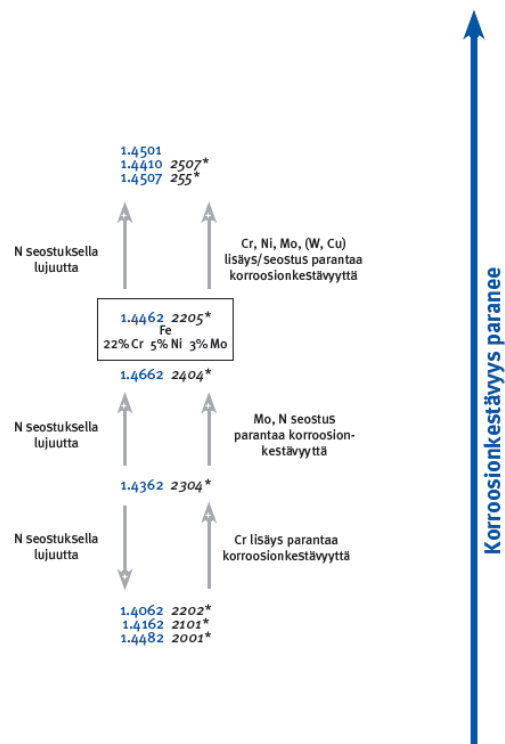 1.4501
1.4410 2507*
1.4507 255*
N seostuksella
lujuutta
Cr, Ni, Mo, (W, Cu)
lisäys/seostus parantaa
korroosionkestävyyttä
1.4462 2205*
Fe
22% Cr 5% Ni 3% Mo
1.4662 2404*
N seostuksella
lujuutta
Mo, N seostus
parantaa korroosion-
kestävyyttä
1.4362 2304*
N seostuksella
lujuutta
Cr lisäys parantaa
korroosionkestävyyttä
1.4062 2202*
1.4162 2101*
1.4482 2001*
Korroosionkestävyys paranee